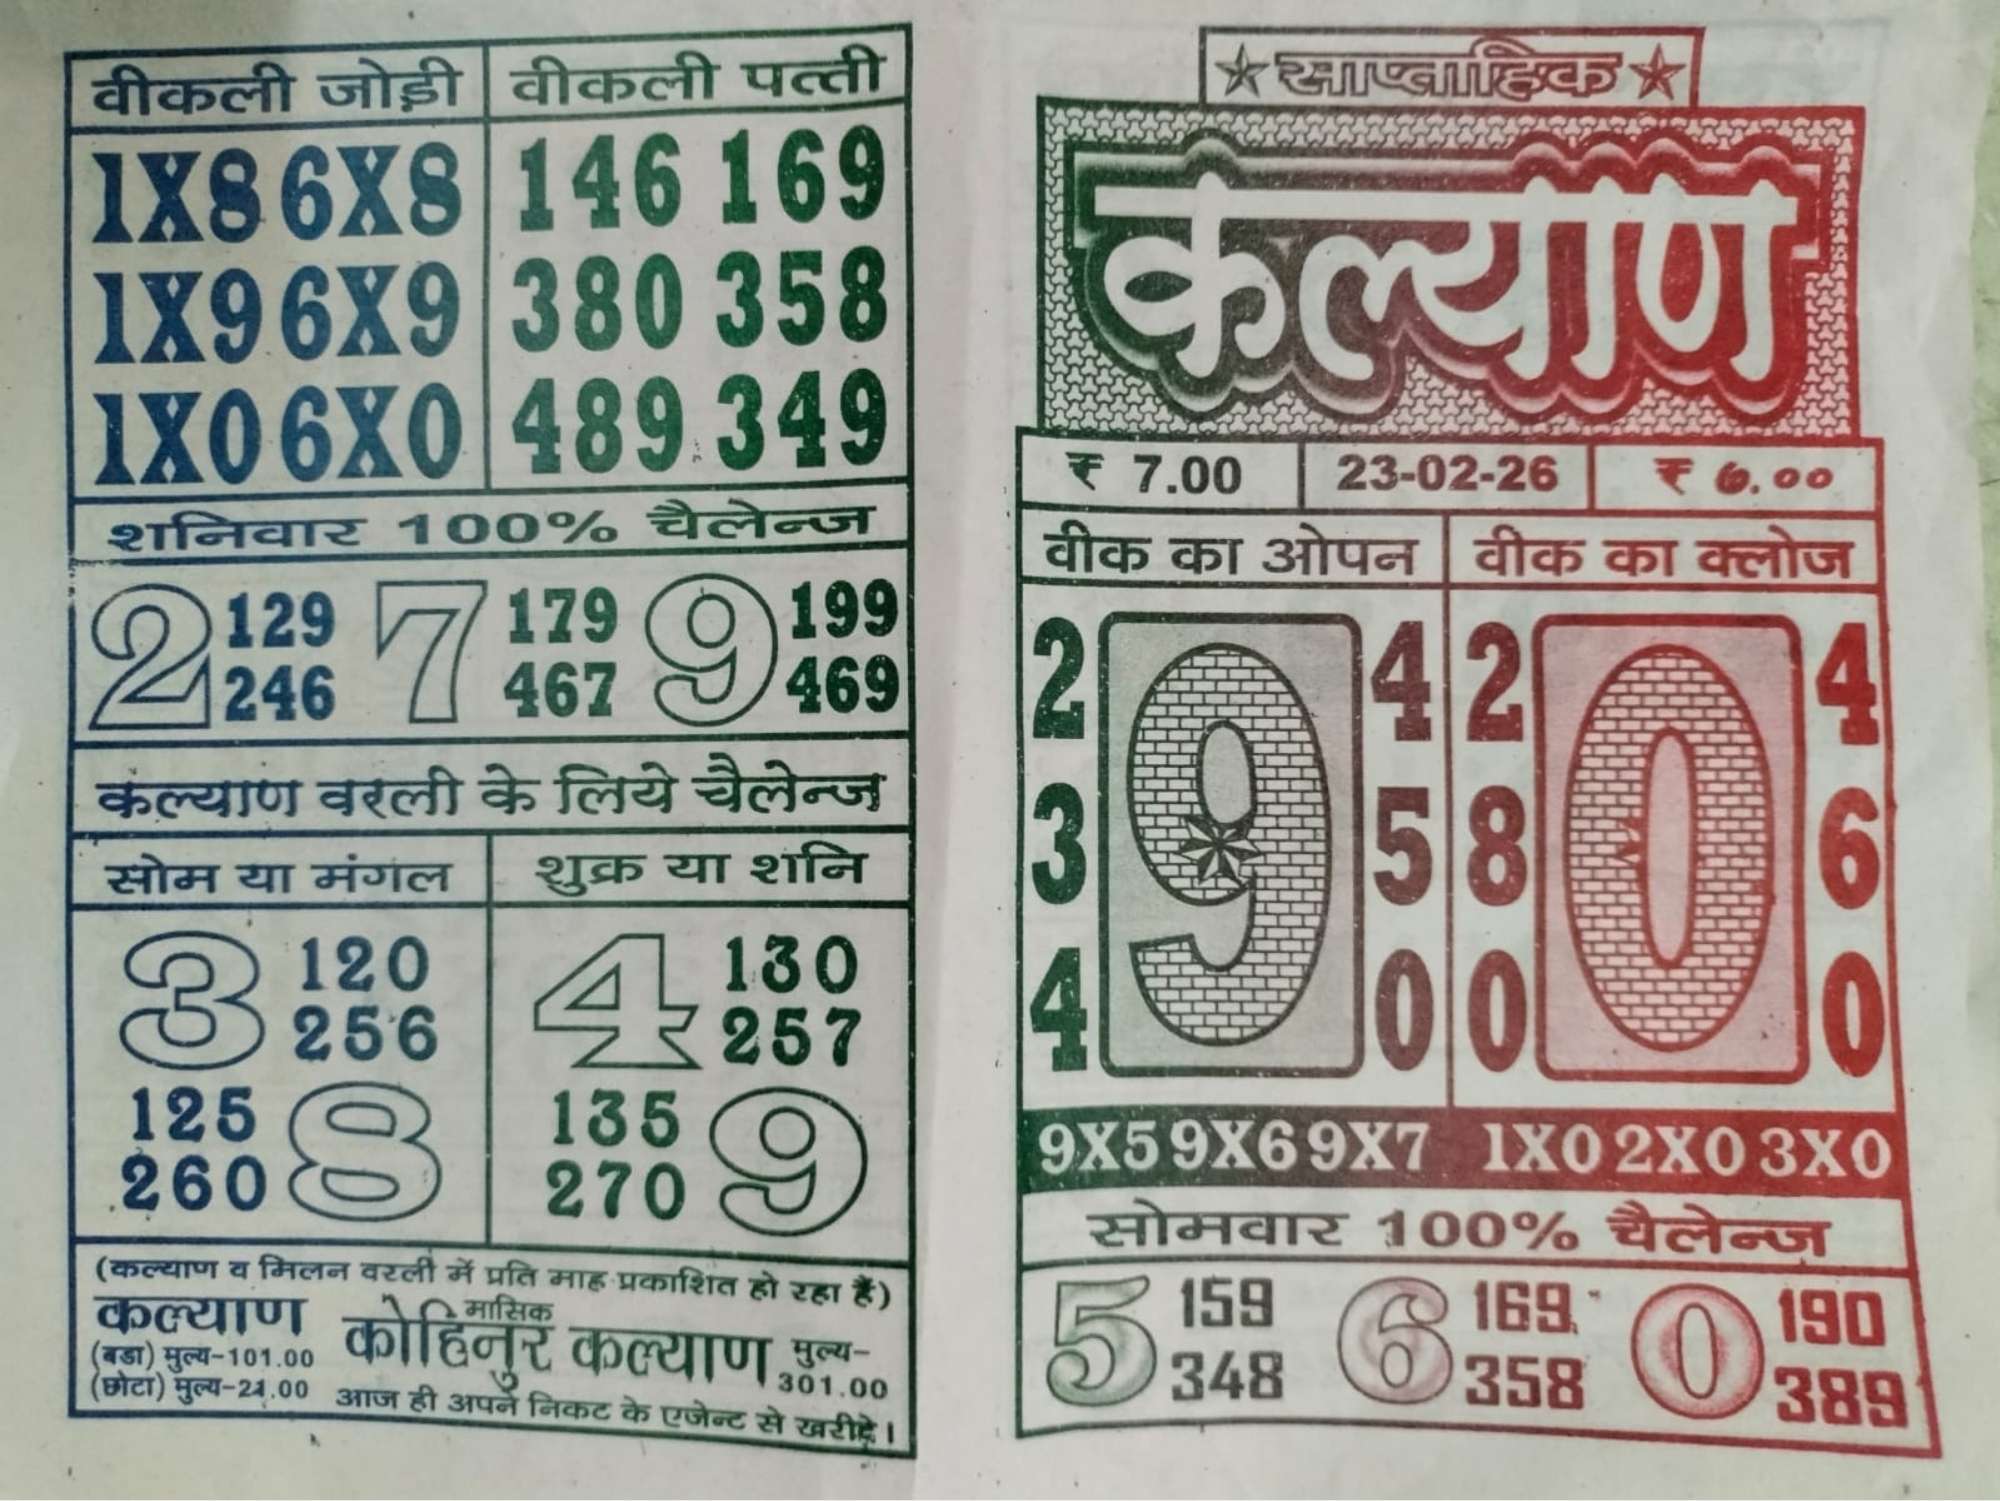 वीकली जोड़ी
1X8 6X8
1X9 6X9
1X0 6X0
वीकली पत्ती
146 169
380 358
489 349
शनिवार 100% चैलेन्ज
2 129 7 179 9 199
246 467 469
कल्याण वरली के लिये चैलेन्ज
सोम या मंगल
3 120
256
125 8
260
शुक्र या शनि
4 130
257
135 9
270
(कल्याण व मिलन वरली में प्रति माह प्रकाशित हो रहा हैं)
कल्याण
(बडा) मुल्य-101.00
(छोटा) मुल्य-21.00
मासिक
कोहिनुर कल्याण मुल्य-
301.00
आज ही अपने निकट के एजेन्ट से खरीदे।
साप्ताहिक
कल्याण
₹ 7.00 23-02-26 ₹ ७.००
वीक का ओपन
2 9 4
3 5
4 0
वीक का क्लोज
2 0 4
8 6
0 0
9X5 9X6 9X7 1X0 2X0 3X0
सोमवार 100% चैलेन्ज
5 159 6 169 0 190
348 358 389